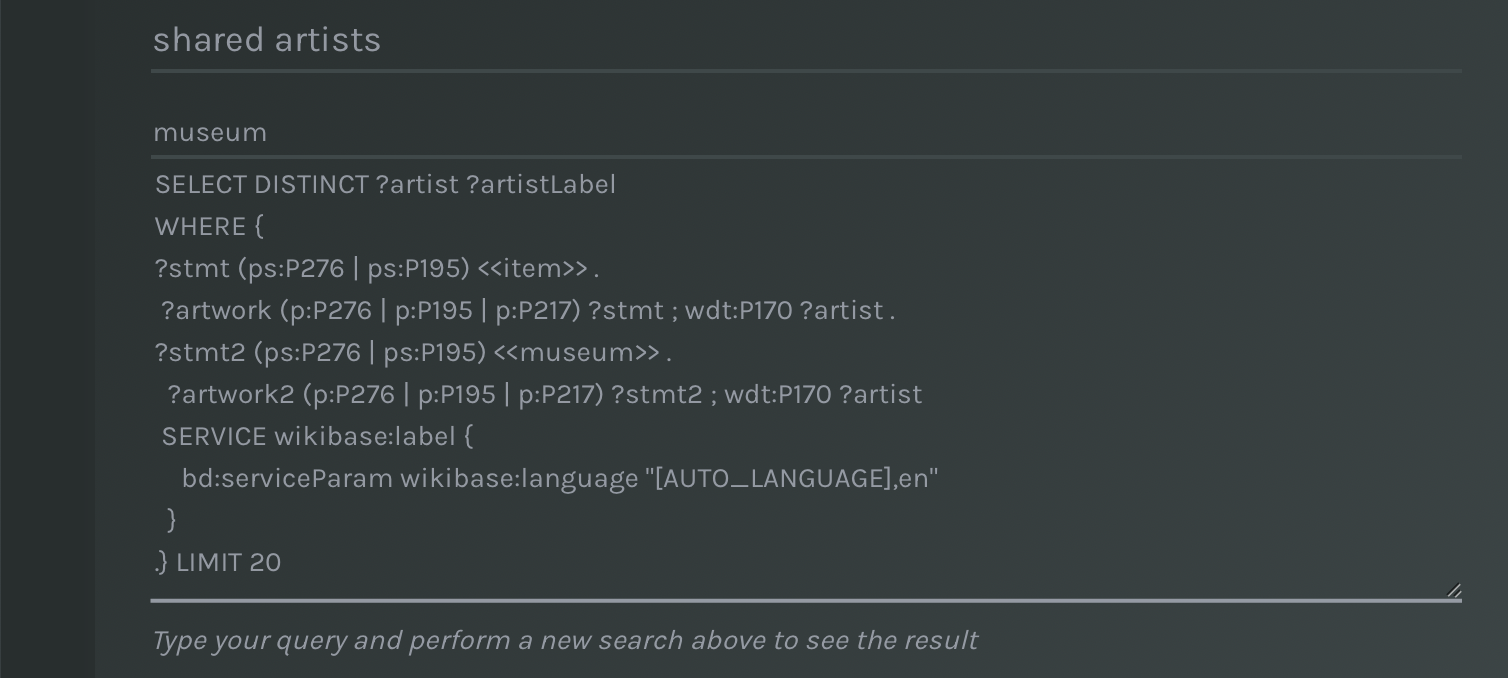 shared artists
museum
SELECT DISTINCT ?artist ?artistLabel
WHERE {
?stmt (ps:P276 | ps:P195) <<item>> .
?artwork (p:P276 | p:P195 | p:P217) ?stmt ; wdt:P170 ?artist .
?stmt2 (ps:P276 | ps:P195) <<museum>> .
?artwork2 (p:P276 | p:P195 | p:P217) ?stmt2 ; wdt:P170 ?artist
SERVICE wikibase:label {
bd:serviceParam wikibase:language "[AUTO_LANGUAGE],en"
}
.} LIMIT 20
Type your query and perform a new search above to see the result